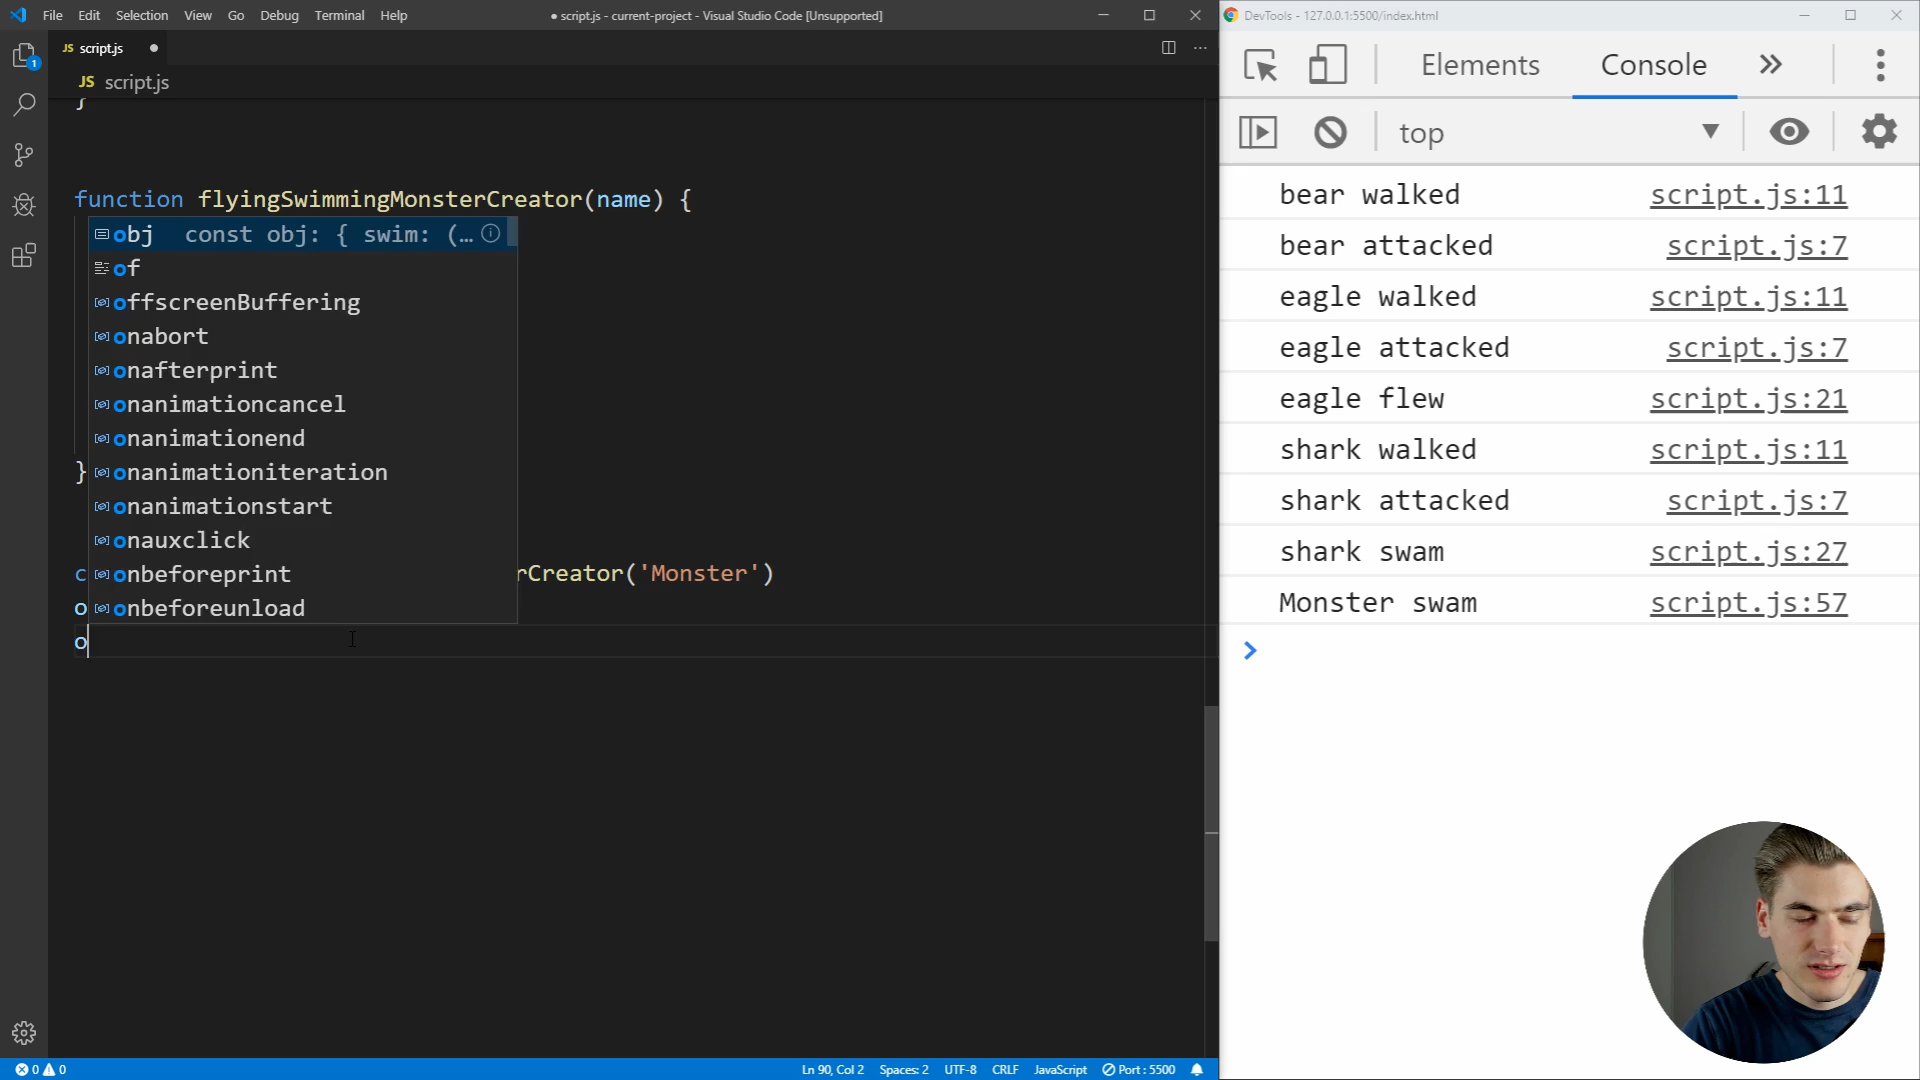 File Edit Selection View Go Debug Terminal Help
● script.js - current-project - Visual Studio Code [Unsupported]
JS script.js ●
JS script.js
}
function flyingSwimmingMonsterCreator(name) {
obj const obj: { swim: (…
of
offscreenBuffering
onabort
onafterprint
onanimationcancel
onanimationend
} onanimationiteration
onanimationstart
onauxclick
c onbeforeprint rCreator('Monster')
o onbeforeunload
o
1
0 0
Ln 90, Col 2 Spaces: 2 UTF-8 CRLF JavaScript Port : 5500
DevTools - 127.0.0.1:5500/index.html
Elements Console »
top
bear walked script.js:11
bear attacked script.js:7
eagle walked script.js:11
eagle attacked script.js:7
eagle flew script.js:21
shark walked script.js:11
shark attacked script.js:7
shark swam script.js:27
Monster swam script.js:57